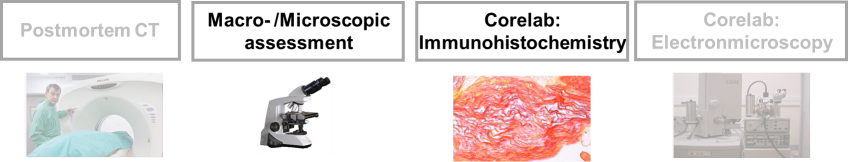 Postmortem CT
Macro- /Microscopic
assessment
Corelab:
Immunohistochemistry
Corelab:
Electronmicroscopy